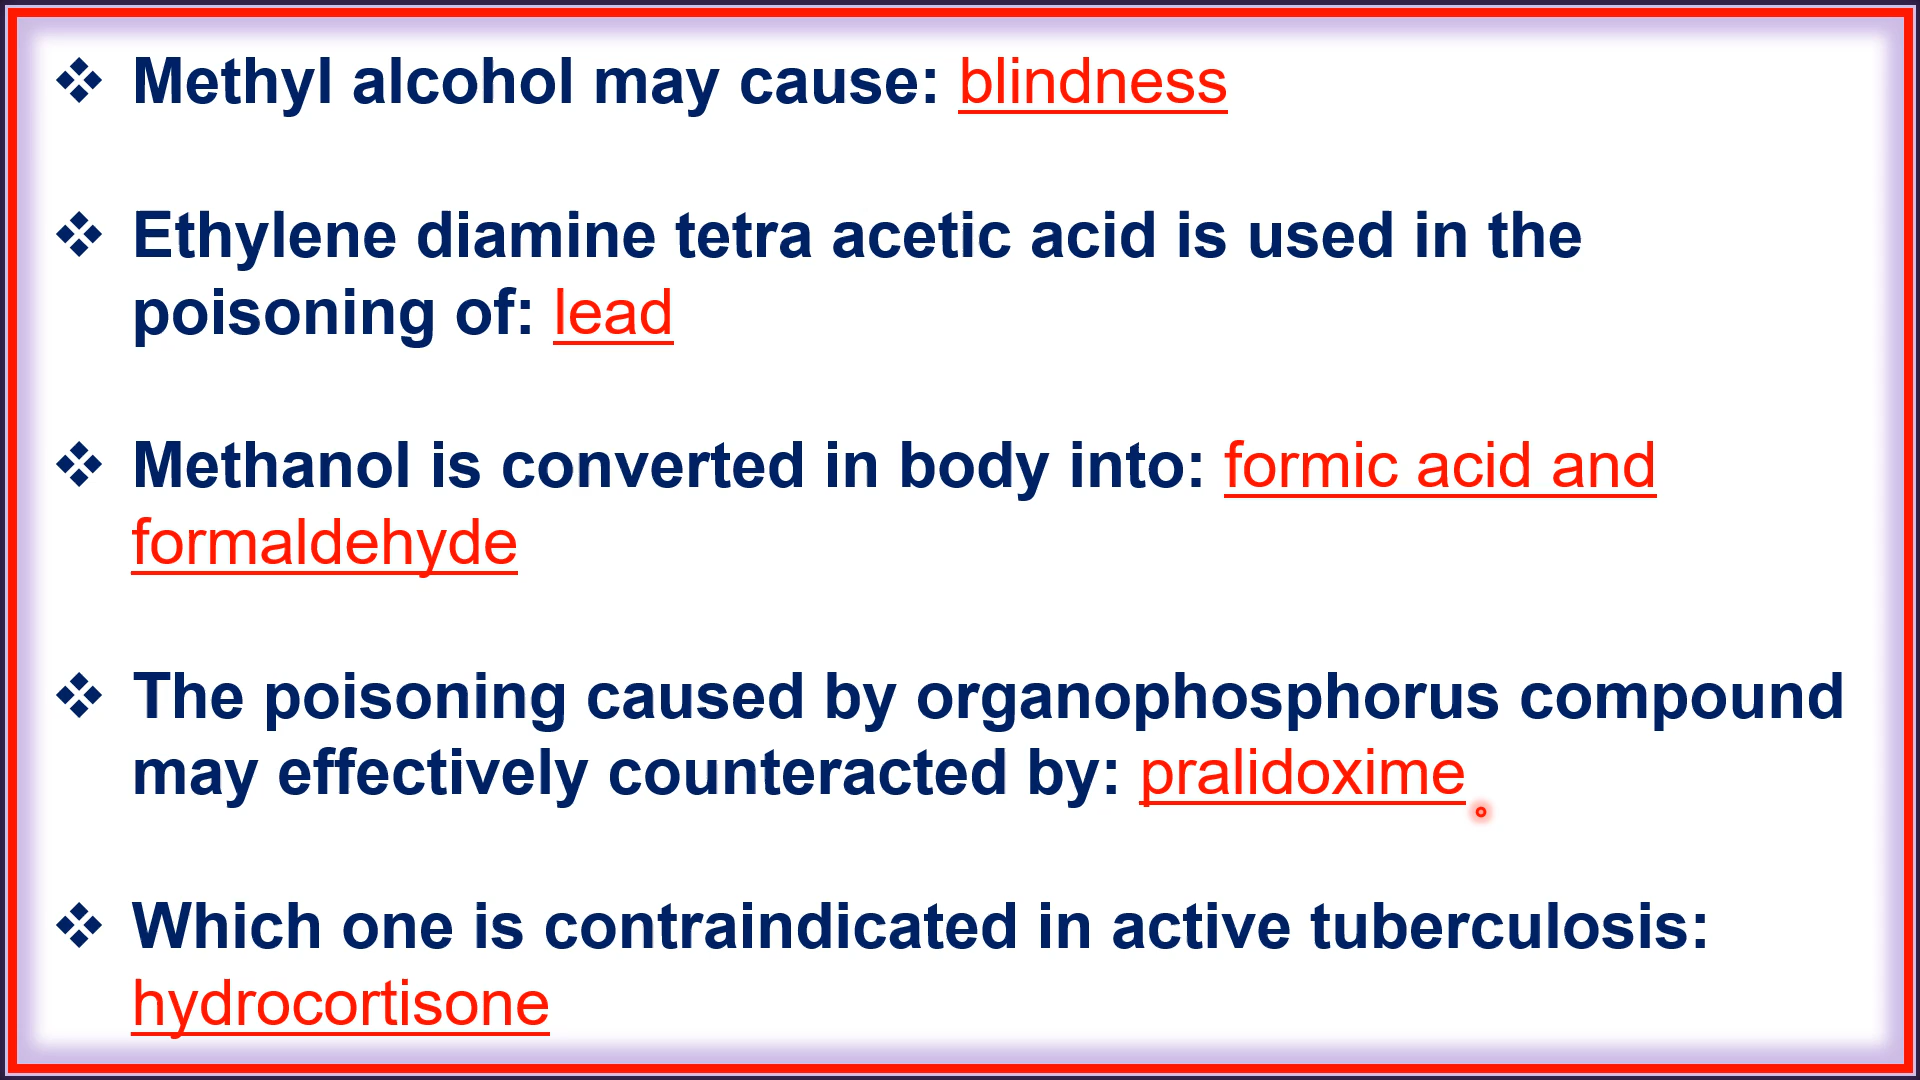 ❖ Methyl alcohol may cause: blindness
❖ Ethylene diamine tetra acetic acid is used in the
poisoning of: lead
❖ Methanol is converted in body into: formic acid and
formaldehyde
❖ The poisoning caused by organophosphorus compound
may effectively counteracted by: pralidoxime
❖ Which one is contraindicated in active tuberculosis:
hydrocortisone